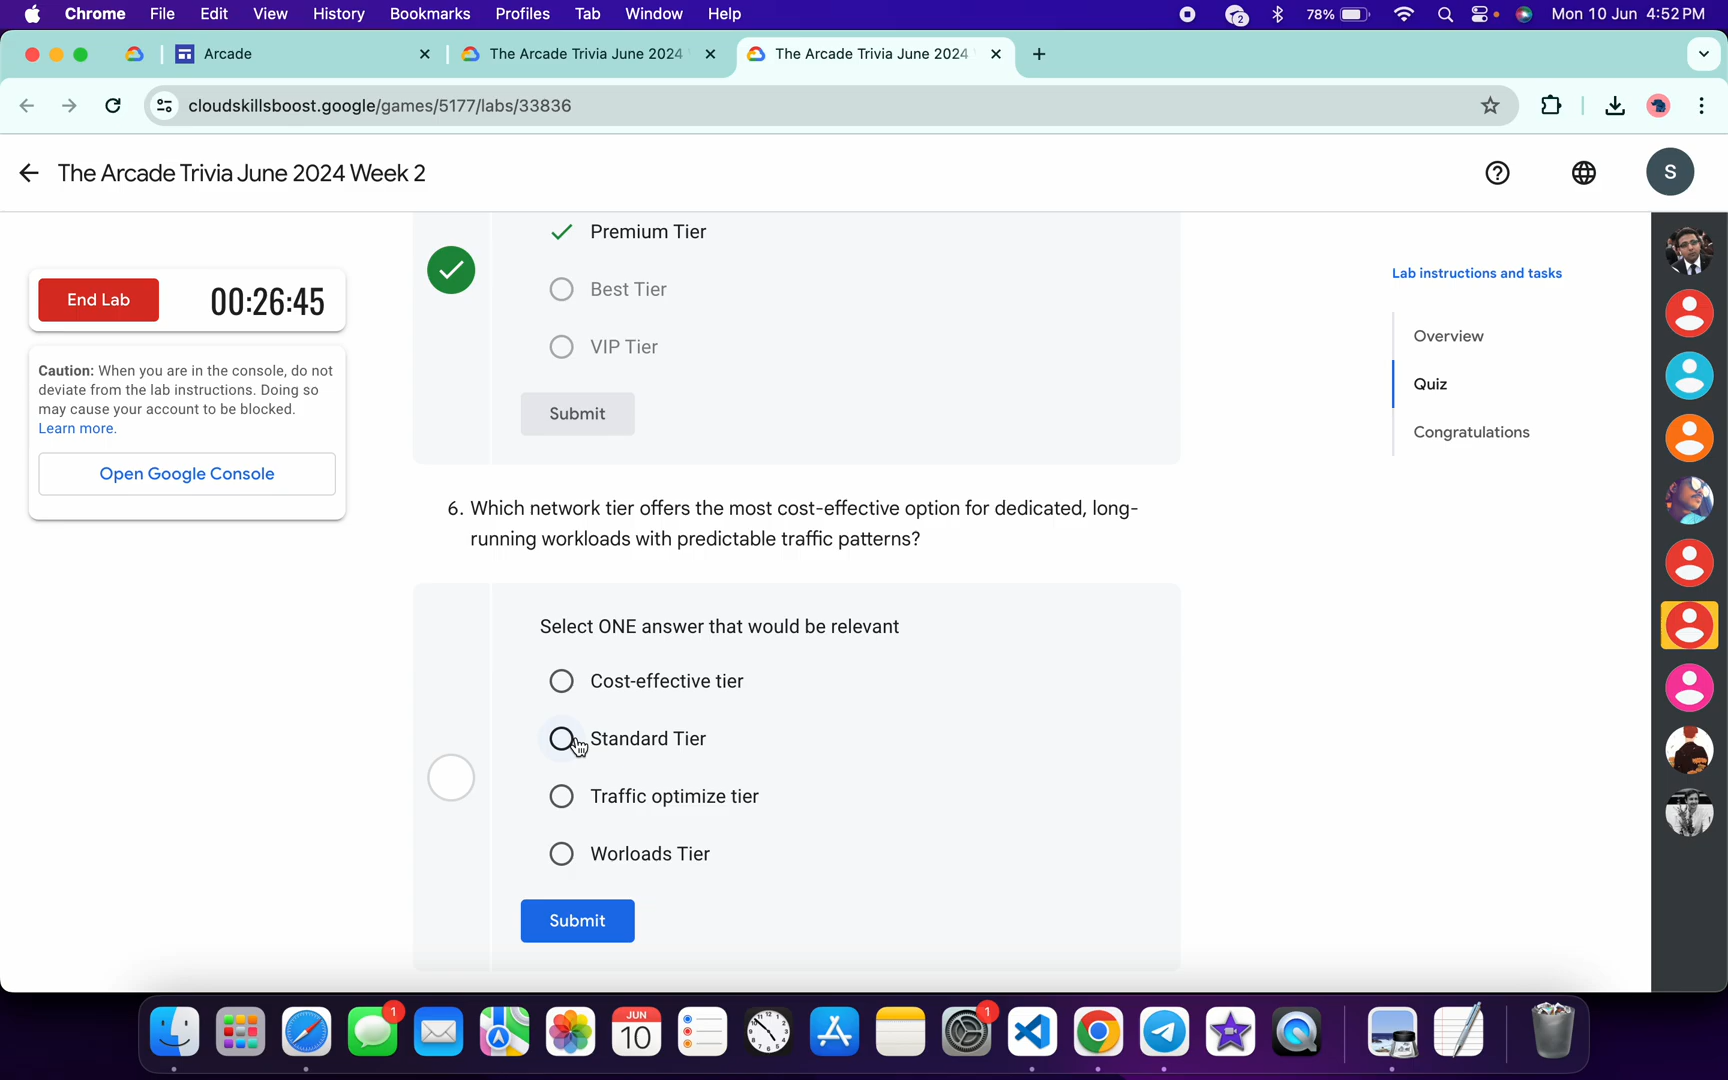 Chrome File Edit View History Bookmarks Profiles Tab Window Help 2 78% Mon 10 Jun 4:52 PM
Arcade The Arcade Trivia June 2024 The Arcade Trivia June 2024
cloudskillsboost.google/games/5177/labs/33836
The Arcade Trivia June 2024 Week 2 S
End Lab 00:26:45
Caution: When you are in the console, do not
deviate from the lab instructions. Doing so
may cause your account to be blocked.
Learn more.
Open Google Console
Premium Tier
Best Tier
VIP Tier
Submit
6. Which network tier offers the most cost-effective option for dedicated, long-
running workloads with predictable traffic patterns?
Select ONE answer that would be relevant
Cost-effective tier
Standard Tier
Traffic optimize tier
Worloads Tier
Submit
Lab instructions and tasks
Overview
Quiz
Congratulations
1
JUN
10
1